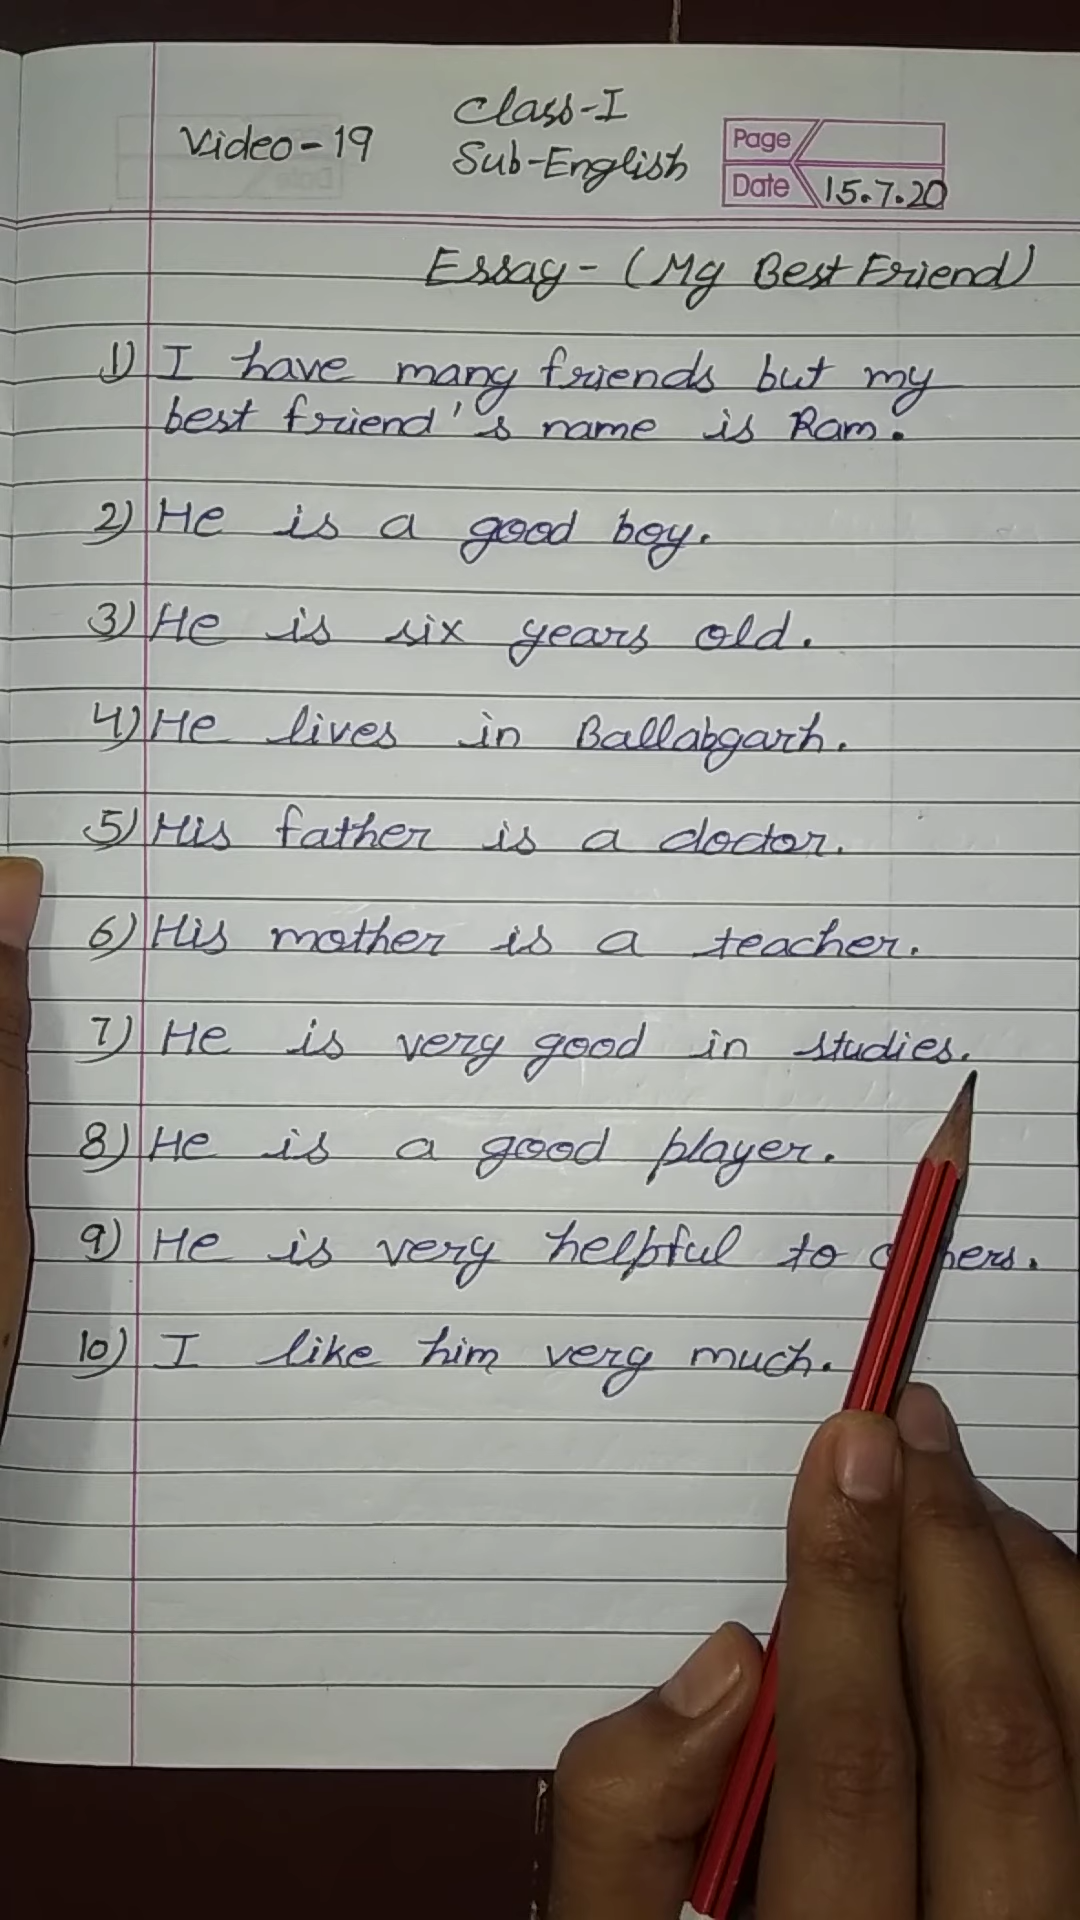 Video-19
Class-I
Sub-English
Page
Date 15.7.20
Essay - (My Best Friend)
1) I have many friends but my
best friend's name is Ram.
2) He is a good boy.
3) He is six years old.
4) He lives in Ballabgarh.
5) His father is a doctor.
6) His mother is a teacher.
7) He is very good in studies.
8) He is a good player.
9) He is very helpful to others.
10) I like him very much.